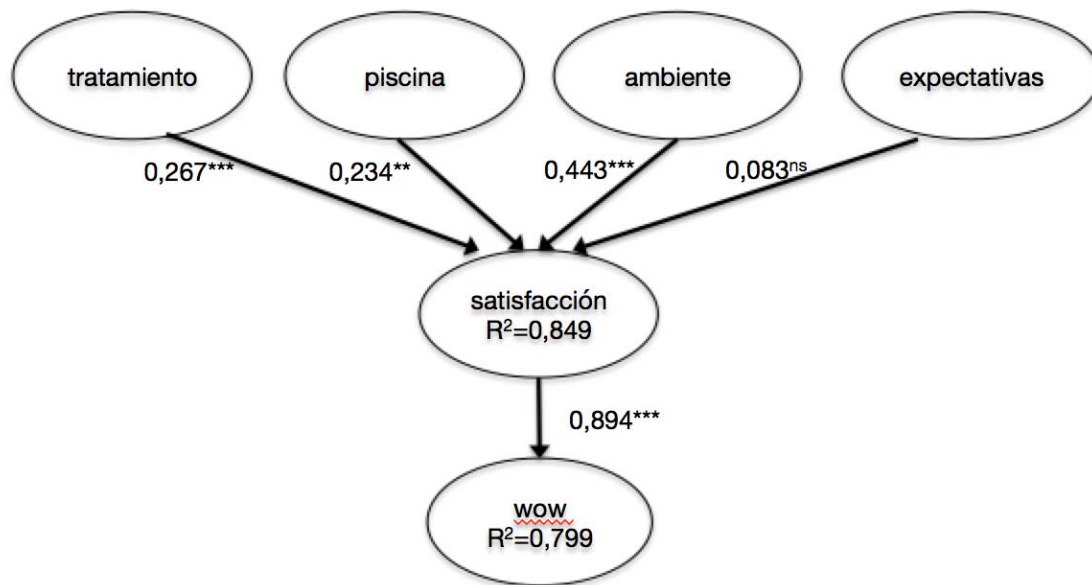 tratamiento
piscina
ambiente
expectativas
0,267***
0,234**
0,443***
0,083ns
satisfacción
R²=0,849
0,894***
wow
R²=0,799